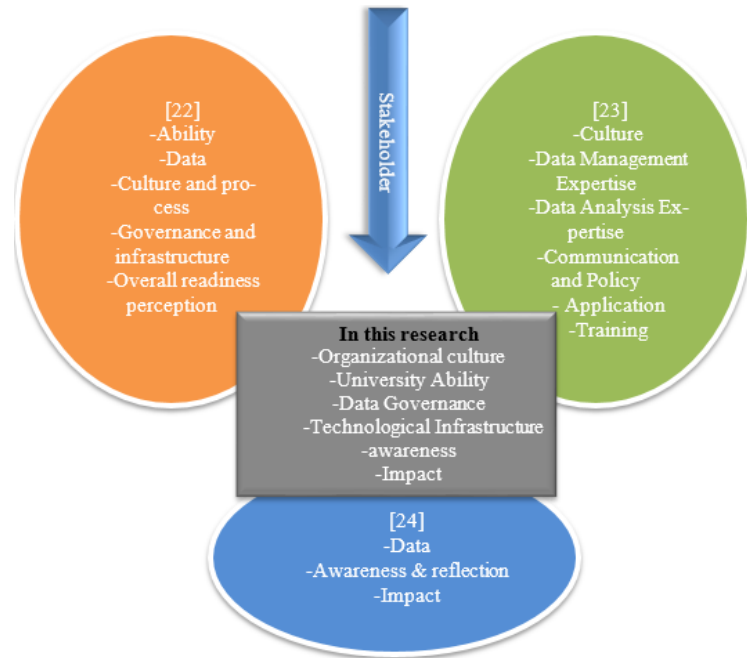 Stakeholder
[22]
-Ability
-Data
-Culture and pro-
cess
-Governance and
infrastructure
-Overall readiness
perception
[23]
-Culture
-Data Management
Expertise
-Data Analysis Ex-
pertise
-Communication
and Policy
- Application
-Training
In this research
-Organizational culture
-University Ability
-Data Governance
-Technological Infrastructure
-awareness
-Impact
[24]
-Data
-Awareness & reflection
-Impact